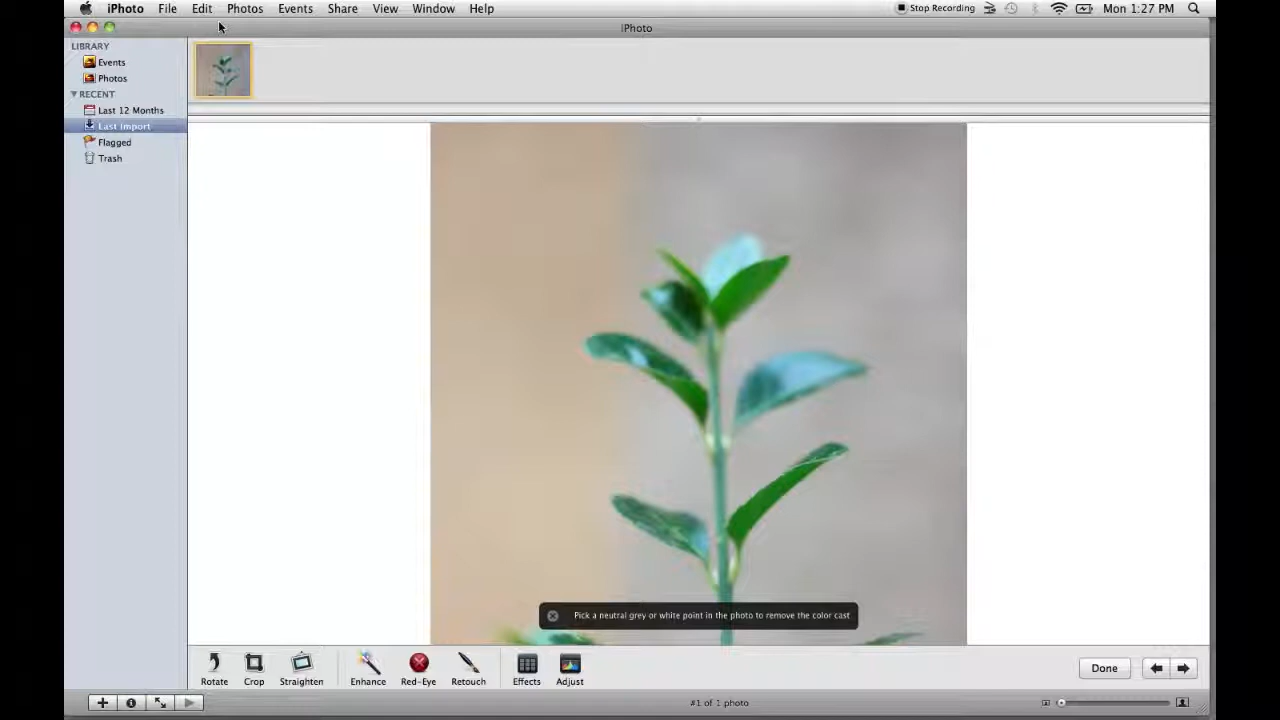 iPhoto File Edit Photos Events Share View Window Help Stop Recording Mon 1:27 PM
iPhoto
LIBRARY
Events
Photos
RECENT
Last 12 Months
Last Import
Flagged
Trash
Pick a neutral grey or white point in the photo to remove the color cast
Rotate Crop Straighten Enhance Red-Eye Retouch Effects Adjust Done
#1 of 1 photo